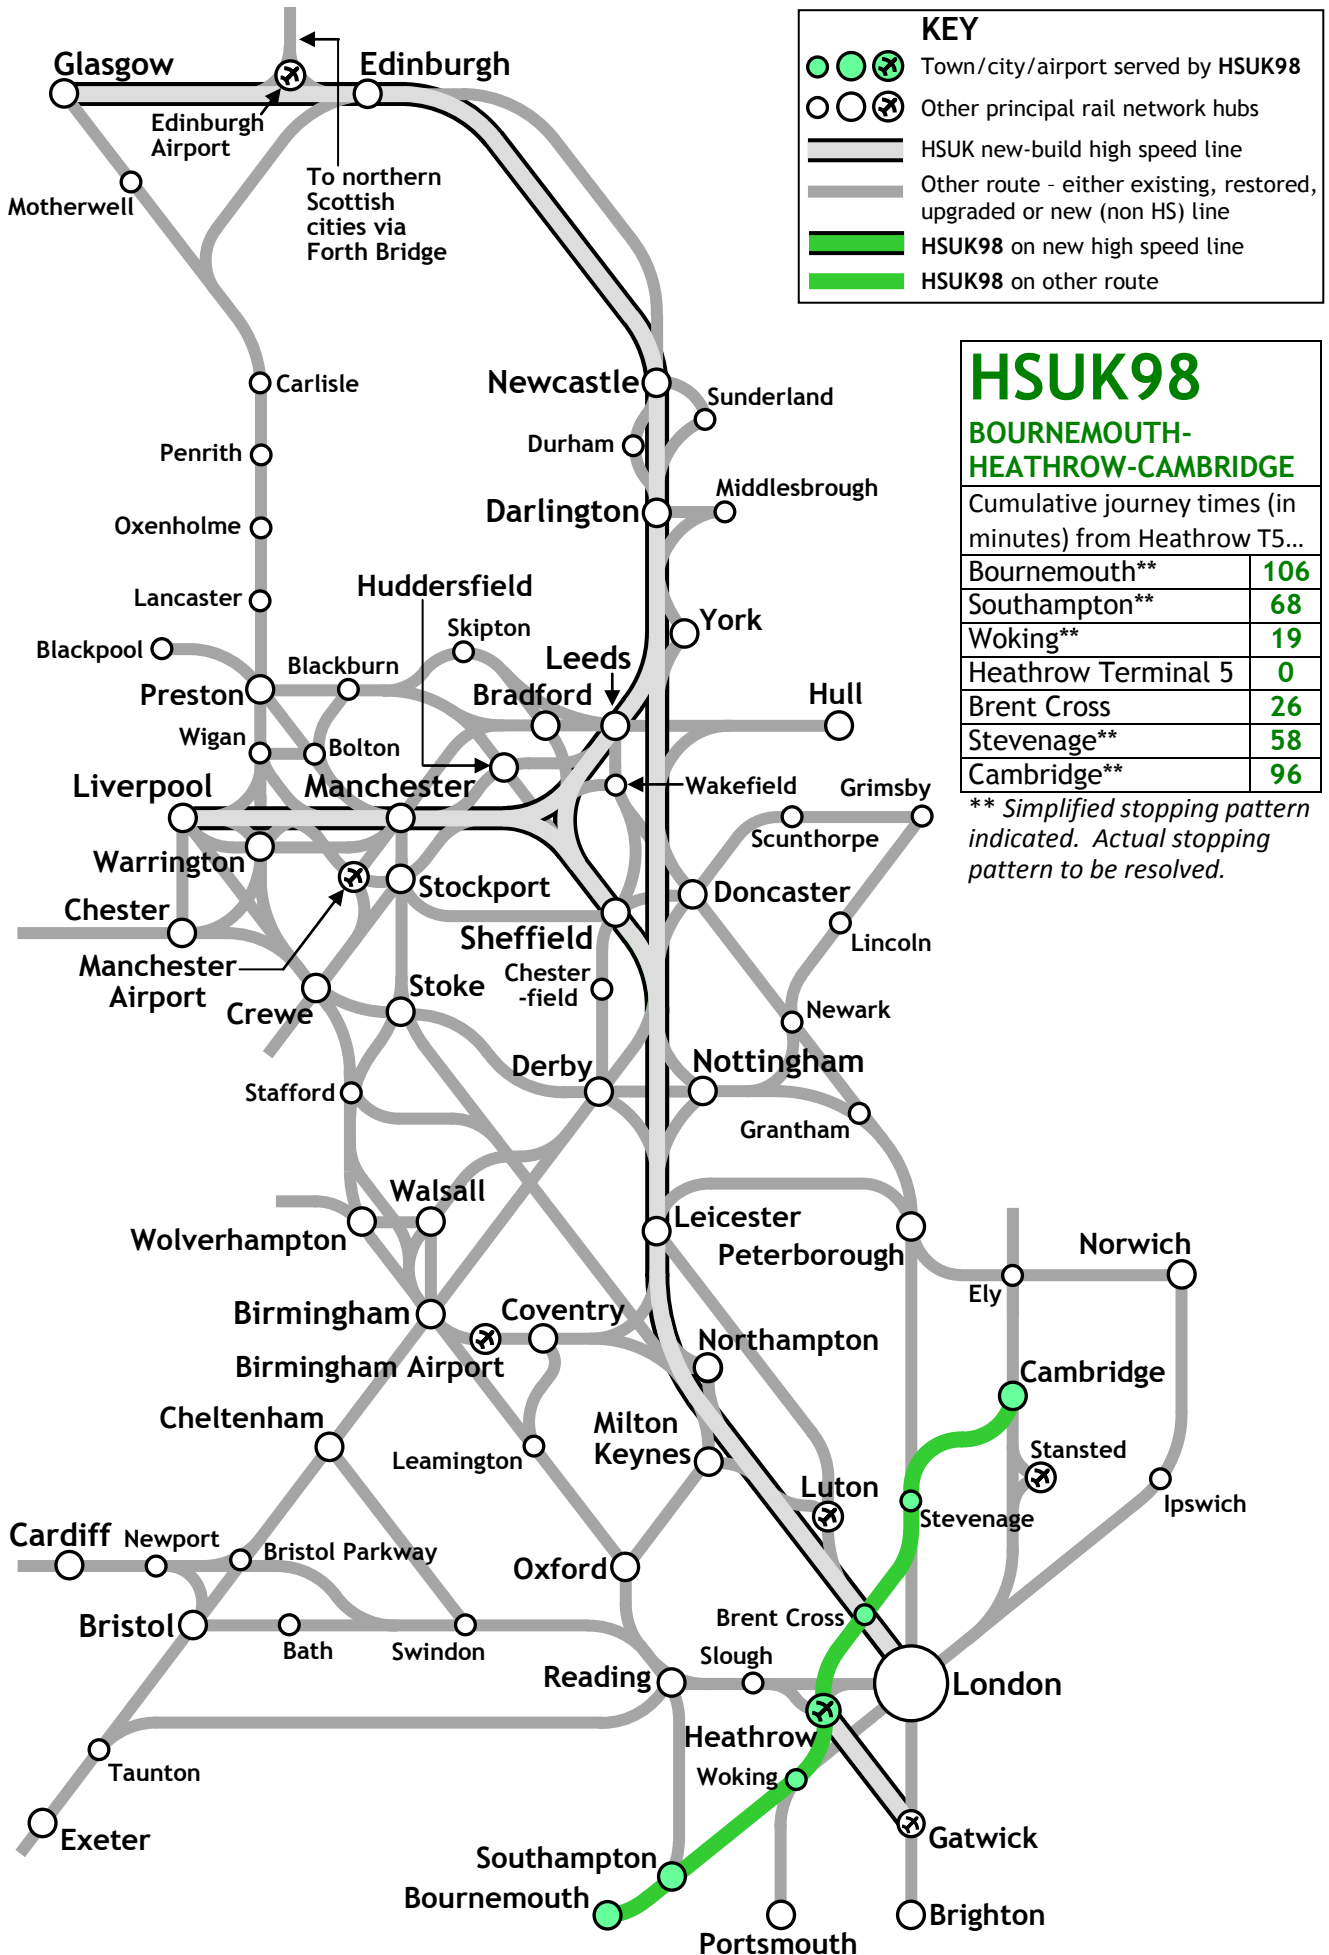 KEY
Town/city/airport served by HSUK98
Other principal rail network hubs
HSUK new-build high speed line
Other route - either existing, restored,
upgraded or new (non HS) line
HSUK98 on new high speed line
HSUK98 on other route
HSUK98
BOURNEMOUTH-
HEATHROW-CAMBRIDGE
Cumulative journey times (in
minutes) from Heathrow T5...
Bournemouth** 106
Southampton** 68
Woking** 19
Heathrow Terminal 5 0
Brent Cross 26
Stevenage** 58
Cambridge** 96
** Simplified stopping pattern
indicated. Actual stopping
pattern to be resolved.
Glasgow
Edinburgh
Edinburgh
Airport
To northern
Scottish
cities via
Forth Bridge
Motherwell
Carlisle
Newcastle
Sunderland
Durham
Penrith
Middlesbrough
Darlington
Oxenholme
Huddersfield
Lancaster
York
Skipton
Blackpool
Leeds
Blackburn
Preston
Bradford
Hull
Wigan
Bolton
Liverpool
Manchester
Wakefield
Grimsby
Scunthorpe
Warrington
Stockport
Doncaster
Chester
Sheffield
Lincoln
Manchester
Airport
Chester
-field
Stoke
Crewe
Newark
Derby
Nottingham
Stafford
Grantham
Walsall
Leicester
Wolverhampton
Peterborough
Norwich
Ely
Birmingham
Coventry
Northampton
Birmingham Airport
Cambridge
Cheltenham
Milton
Keynes
Leamington
Stansted
Luton
Ipswich
Stevenage
Cardiff
Newport
Bristol Parkway
Oxford
Bristol
Brent Cross
Bath
Swindon
Slough
Reading
London
Heathrow
Taunton
Woking
Exeter
Gatwick
Southampton
Bournemouth
Brighton
Portsmouth